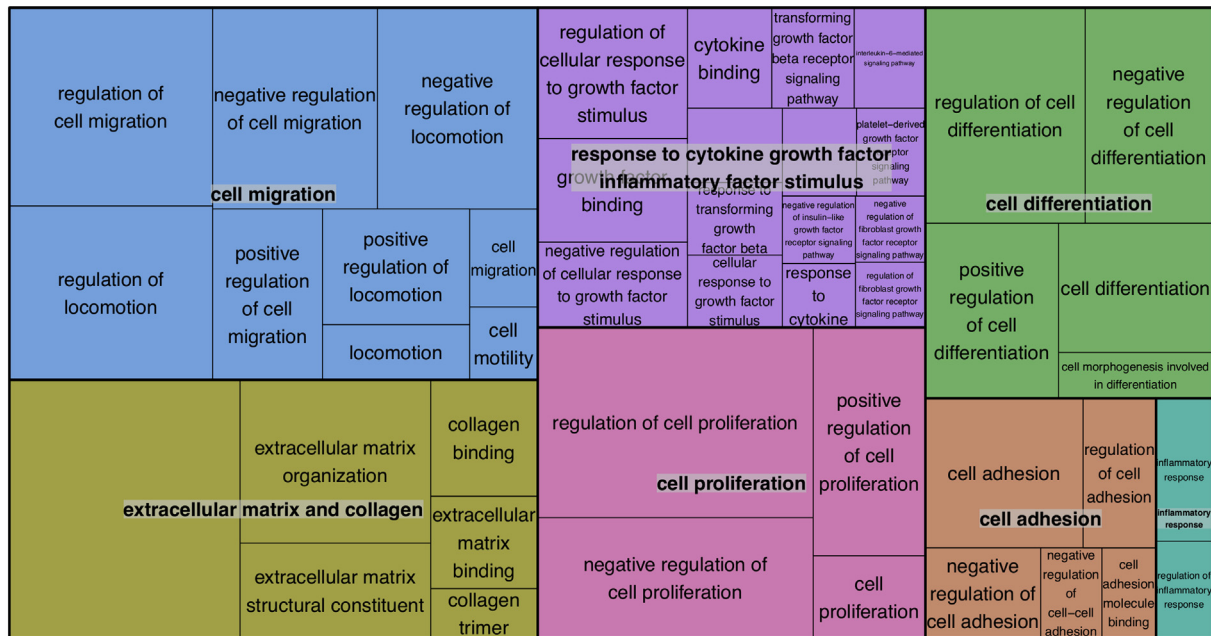 regulation of
cell migration
negative regulation
of cell migration
negative
regulation of
locomotion
cell migration
regulation of
locomotion
positive
regulation
of cell
migration
positive
regulation of
locomotion
locomotion
cell
migration
cell
motility
extracellular matrix
organization
collagen
binding
extracellular matrix and collagen
extracellular
matrix
binding
extracellular matrix
structural constituent
collagen
trimer
regulation of
cellular response
to growth factor
stimulus
cytokine
binding
transforming
growth factor
beta receptor
signaling
pathway
interleukin-6-mediated
signaling pathway
response to cytokine growth factor
inflammatory factor stimulus
growth factor
binding
response to
transforming
growth
factor beta
platelet-derived
growth factor
receptor
signaling
pathway
negative regulation
of insulin-like
growth factor
receptor signaling
pathway
negative
regulation of
fibroblast growth
factor receptor
signaling pathway
negative regulation
of cellular response
to growth factor
stimulus
cellular
response to
growth factor
stimulus
response
to
cytokine
regulation of
fibroblast growth
factor receptor
signaling pathway
regulation of cell proliferation
positive
regulation
of cell
proliferation
cell proliferation
negative regulation of
cell proliferation
cell
proliferation
regulation of cell
differentiation
negative
regulation
of cell
differentiation
cell differentiation
positive
regulation
of cell
differentiation
cell differentiation
cell morphogenesis involved
in differentiation
cell adhesion
regulation
of cell
adhesion
cell adhesion
negative
regulation of
cell adhesion
negative
regulation
of
cell-cell
adhesion
cell
adhesion
molecule
binding
inflammatory
response
inflammatory
response
regulation of
inflammatory
response